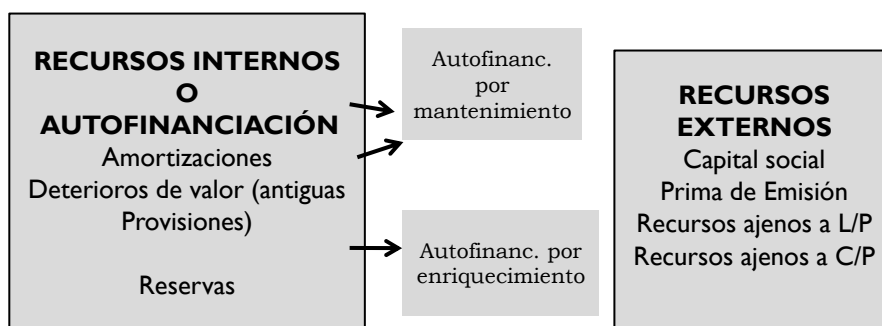 RECURSOS INTERNOS
O
AUTOFINANCIACIÓN
Amortizaciones
Deterioros de valor (antiguas
Provisiones)
Reservas
Autofinanc.
por
mantenimiento
Autofinanc. por
enriquecimiento
RECURSOS
EXTERNOS
Capital social
Prima de Emisión
Recursos ajenos a L/P
Recursos ajenos a C/P